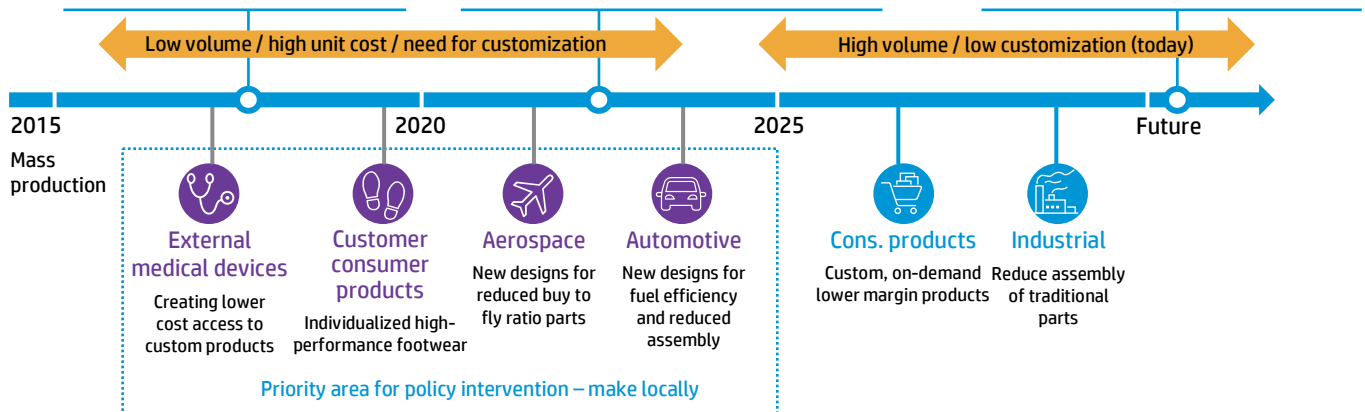 Low volume / high unit cost / need for customization
High volume / low customization (today)
2015
2020
2025
Future
Mass
production
External
medical devices
Creating lower
cost access to
custom products
Customer
consumer
products
Individualized high-
performance footwear
Aerospace
New designs for
reduced buy to
fly ratio parts
Automotive
New designs for
fuel efficiency
and reduced
assembly
Cons. products
Custom, on-demand
lower margin products
Industrial
Reduce assembly
of traditional
parts
Priority area for policy intervention – make locally